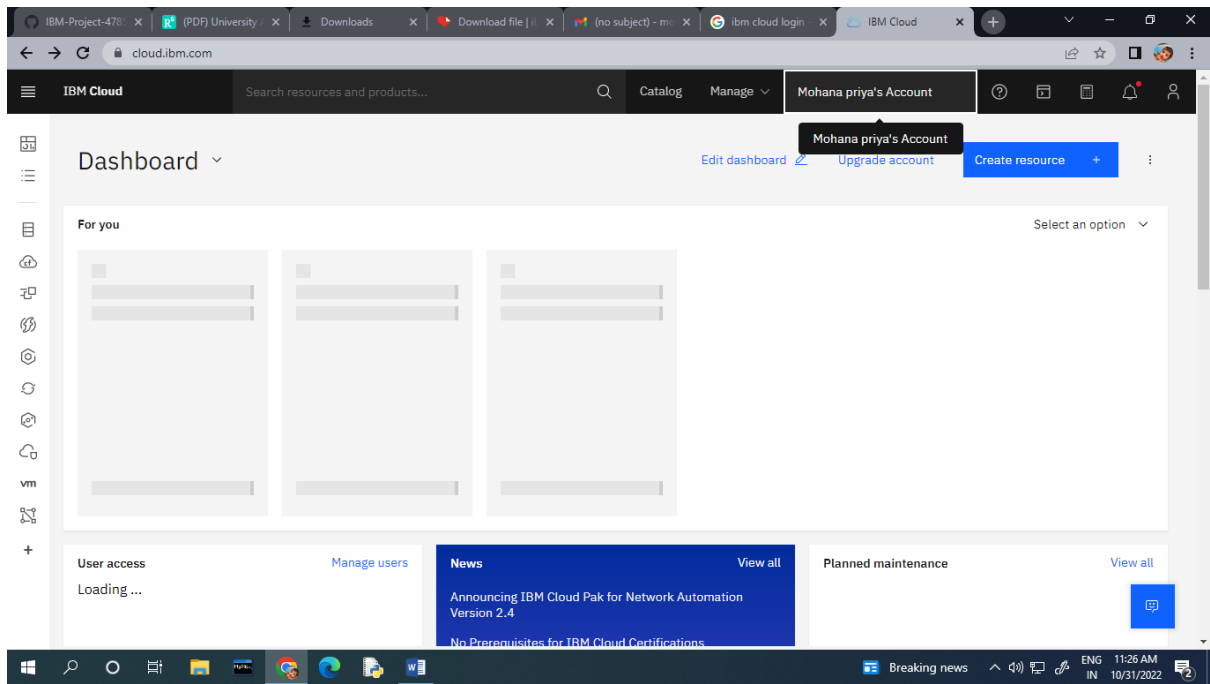 IBM-Project-478
(PDF) University
Downloads
Download file |
(no subject) - m
ibm cloud login
IBM Cloud
cloud.ibm.com
IBM Cloud
Search resources and products...
Catalog
Manage
Mohana priya's Account
Mohana priya's Account
Dashboard
Edit dashboard
Upgrade account
Create resource +
For you
Select an option
vm
User access
Manage users
Loading ...
News
View all
Announcing IBM Cloud Pak for Network Automation
Version 2.4
No Prerequisites for IBM Cloud Certifications
Planned maintenance
View all
Breaking news
ENG
IN
11:26 AM
10/31/2022
2